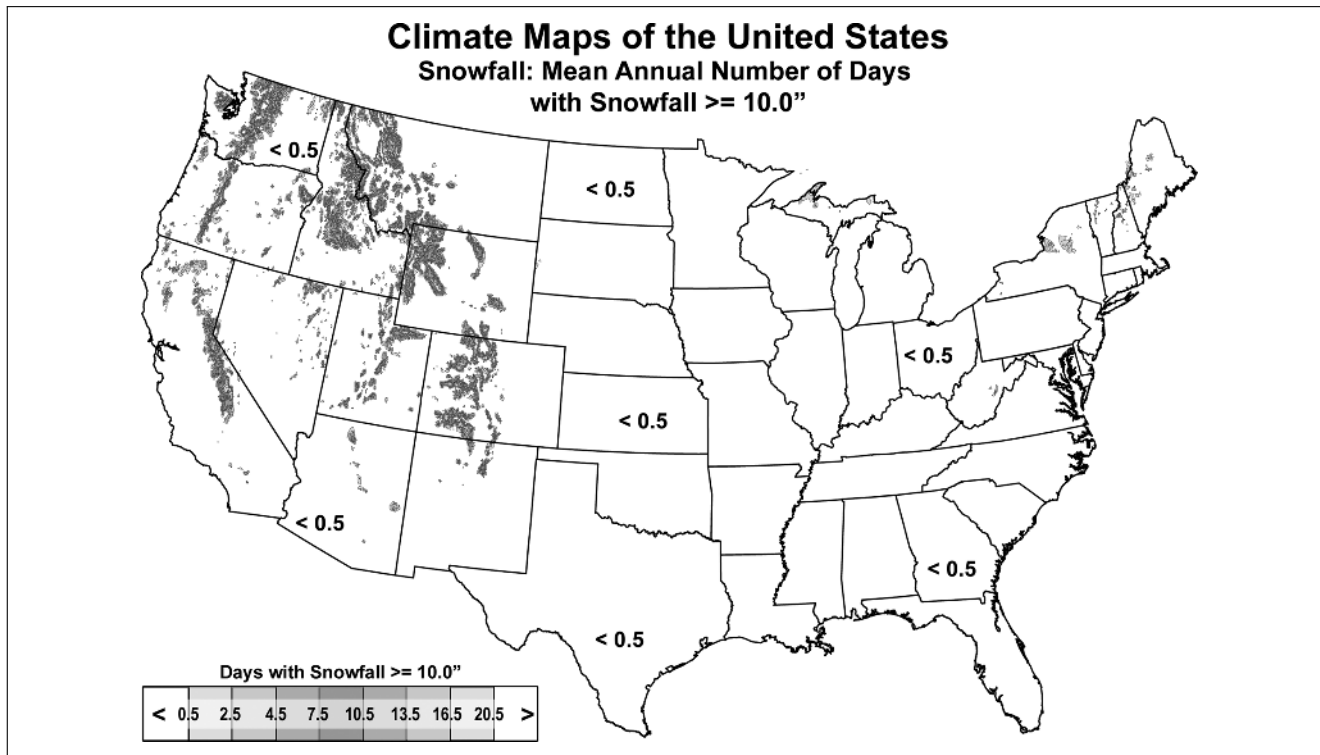 Climate Maps of the United States
Snowfall: Mean Annual Number of Days
with Snowfall >= 10.0”
< 0.5
< 0.5
< 0.5
< 0.5
< 0.5
< 0.5
< 0.5
Days with Snowfall >= 10.0”
< 0.5 2.5 4.5 7.5 10.5 13.5 16.5 20.5 >